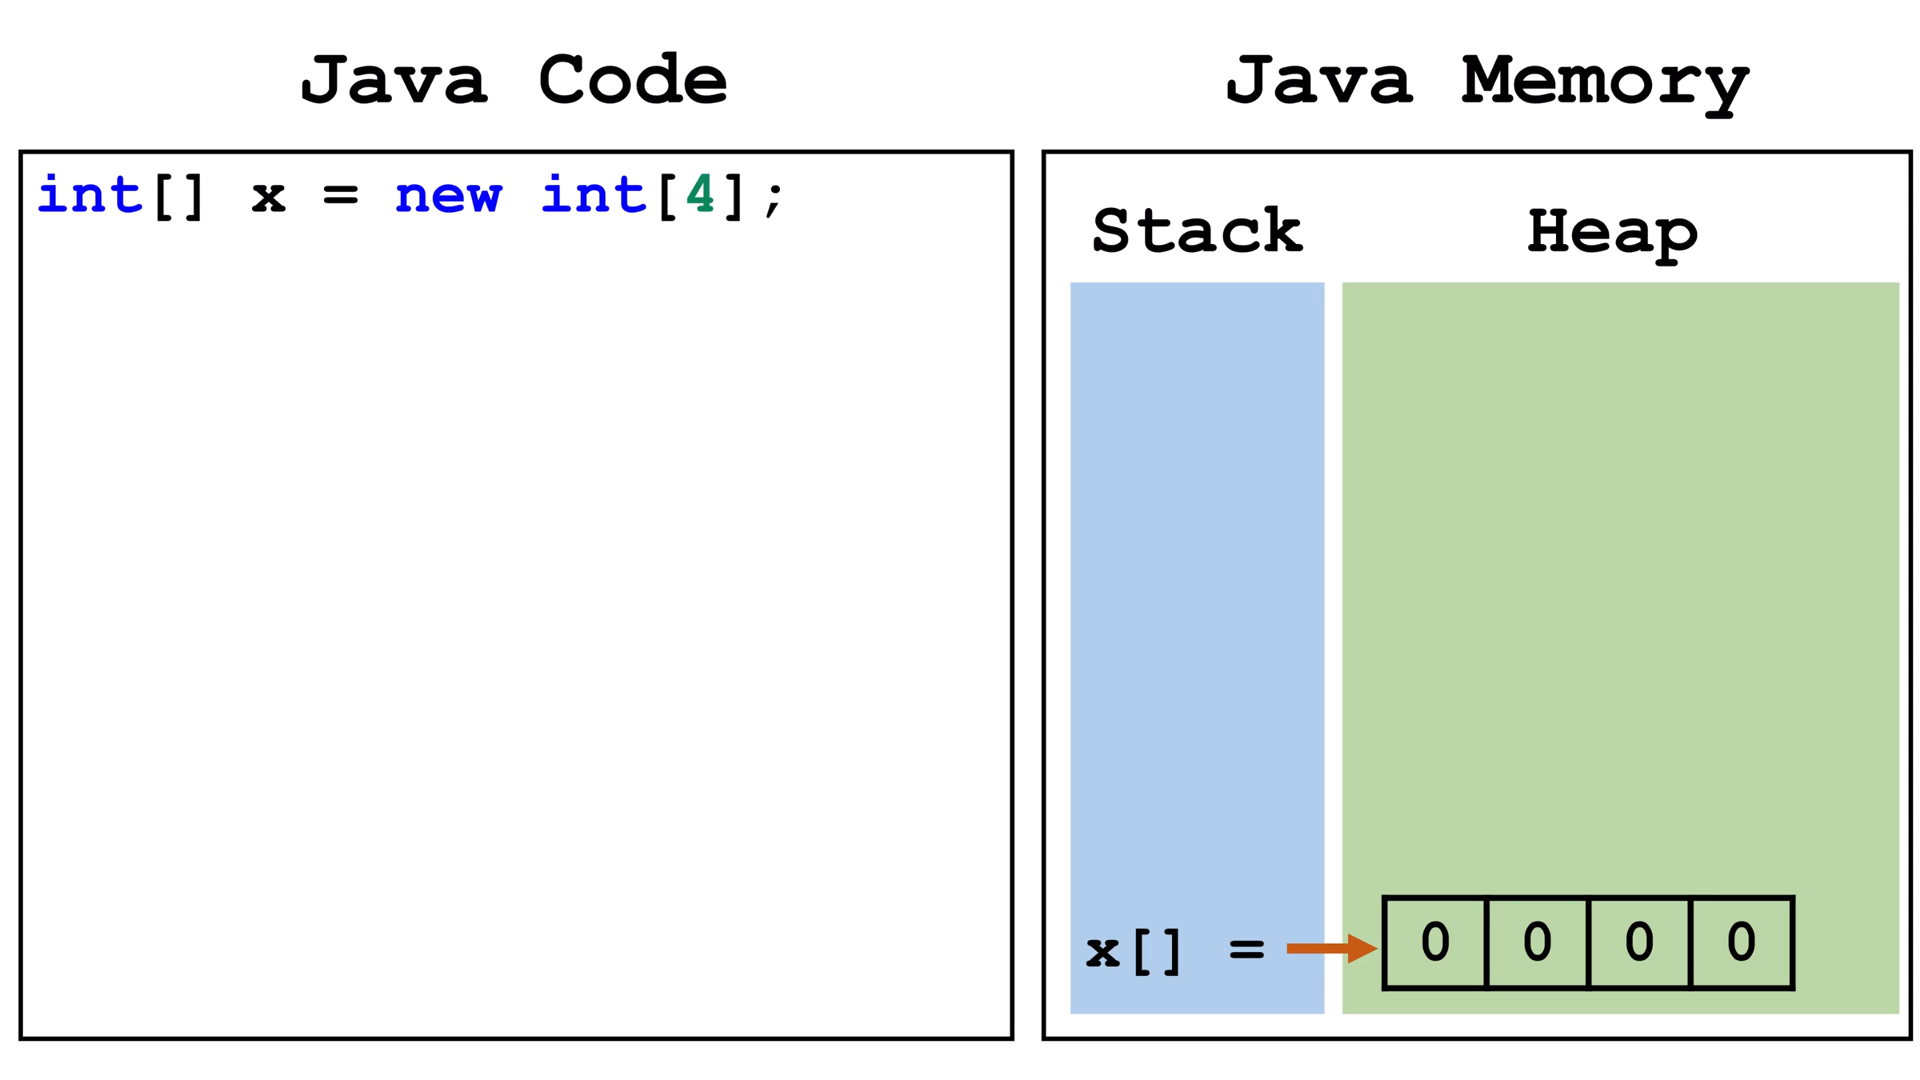 Java Code
int[] x = new int[4];
Java Memory
Stack
Heap
x[] =
0 0 0 0